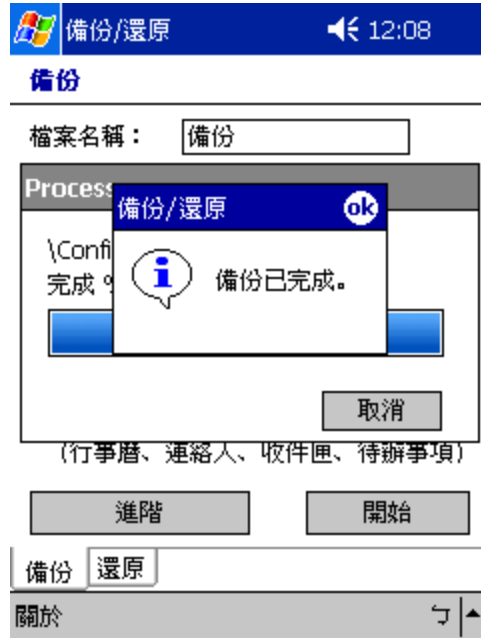 備份/還原 12:08
備份
檔案名稱： 備份
Process
備份/還原 ok
\Confi
備份已完成。
完成 %
取消
(行事曆、連絡人、收件匣、待辦事項)
進階 開始
備份 還原
關於 ㄅ